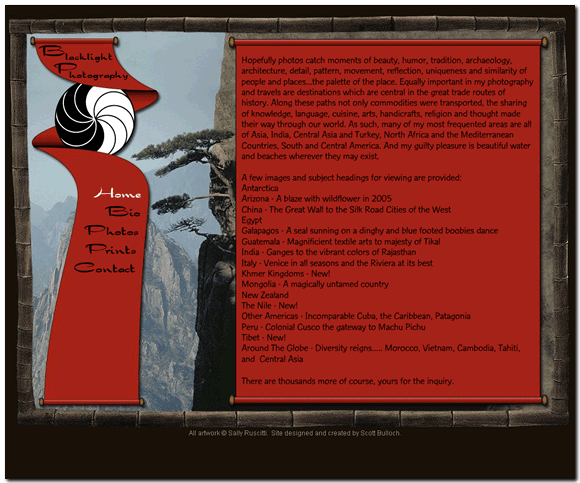 Blacklight
Photography
Home
Bio
Photos
Prints
Contact
Hopefully photos catch moments of beauty, humor, tradition, archaeology,
architecture, detail, pattern, movement, reflection, uniqueness and similarity of
people and places...the palette of the place. Equally important in my photography
and travels are destinations which are central in the great trade routes of
history. Along these paths not only commodities were transported, the sharing
of knowledge, language, cuisine, arts, handicrafts, religion and thought made
their way through our world. As such, many of my most frequented areas are all
of Asia, India, Central Asia and Turkey, North Africa and the Mediterranean
Countries, South and Central America. And my guilty pleasure is beautiful water
and beaches wherever they may exist.
A few images and subject headings for viewing are provided:
Antarctica
Arizona - A blaze with wildflower in 2005
China - The Great Wall to the Silk Road Cities of the West
Egypt
Galapagos - A seal sunning on a dinghy and blue footed boobies dance
Guatemala - Magnificient textile arts to majesty of Tikal
India - Ganges to the vibrant colors of Rajasthan
Italy - Venice in all seasons and the Riviera at its best
Khmer Kingdoms - New!
Mongolia - A magically untamed country
New Zealand
The Nile - New!
Other Americas - Incomparable Cuba, the Caribbean, Patagonia
Peru - Colonial Cusco the gateway to Machu Pichu
Tibet - New!
Around The Globe - Diversity reigns..... Morocco, Vietnam, Cambodia, Tahiti,
and Central Asia
There are thousands more of course, yours for the inquiry.
All artwork © Sally Ruscitti. Site designed and created by Scott Bulloch.